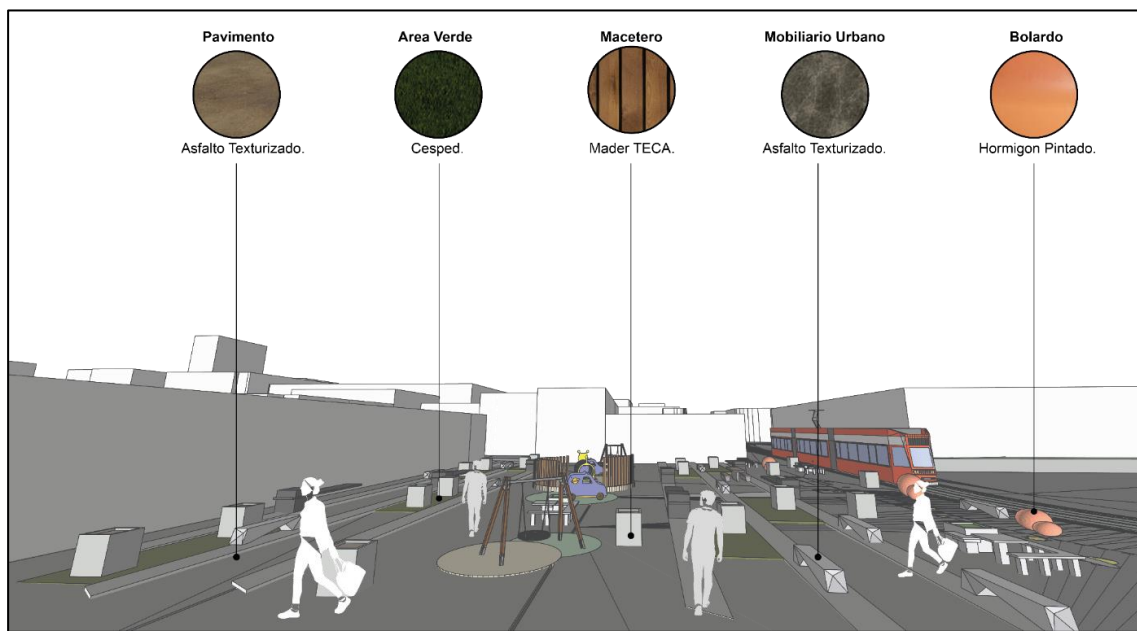 Pavimento
Asfalto Texturizado.
Area Verde
Cesped.
Macetero
Mader TECA.
Mobiliario Urbano
Asfalto Texturizado.
Bolardo
Hormigon Pintado.